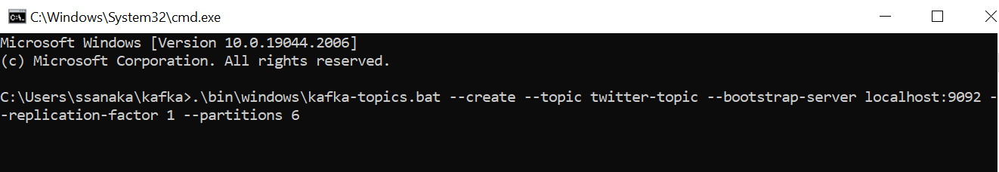 C:\Windows\System32\cmd.exe
Microsoft Windows [Version 10.0.19044.2006]
(c) Microsoft Corporation. All rights reserved.
C:\Users\ssanaka\kafka>.\bin\windows\kafka-topics.bat --create --topic twitter-topic --bootstrap-server localhost:9092 -
-replication-factor 1 --partitions 6